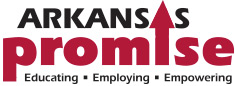 ARKANSAS
promise
Educating ▪ Employing ▪ Empowering